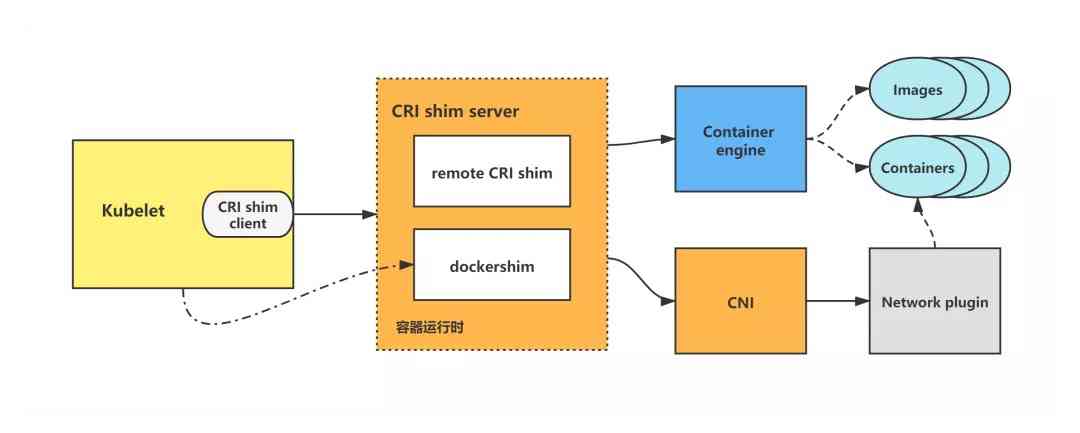 Kubelet
CRI shim
client
CRI shim server
remote CRI shim
dockershim
容器运行时
Container
engine
CNI
Images
Containers
Network plugin